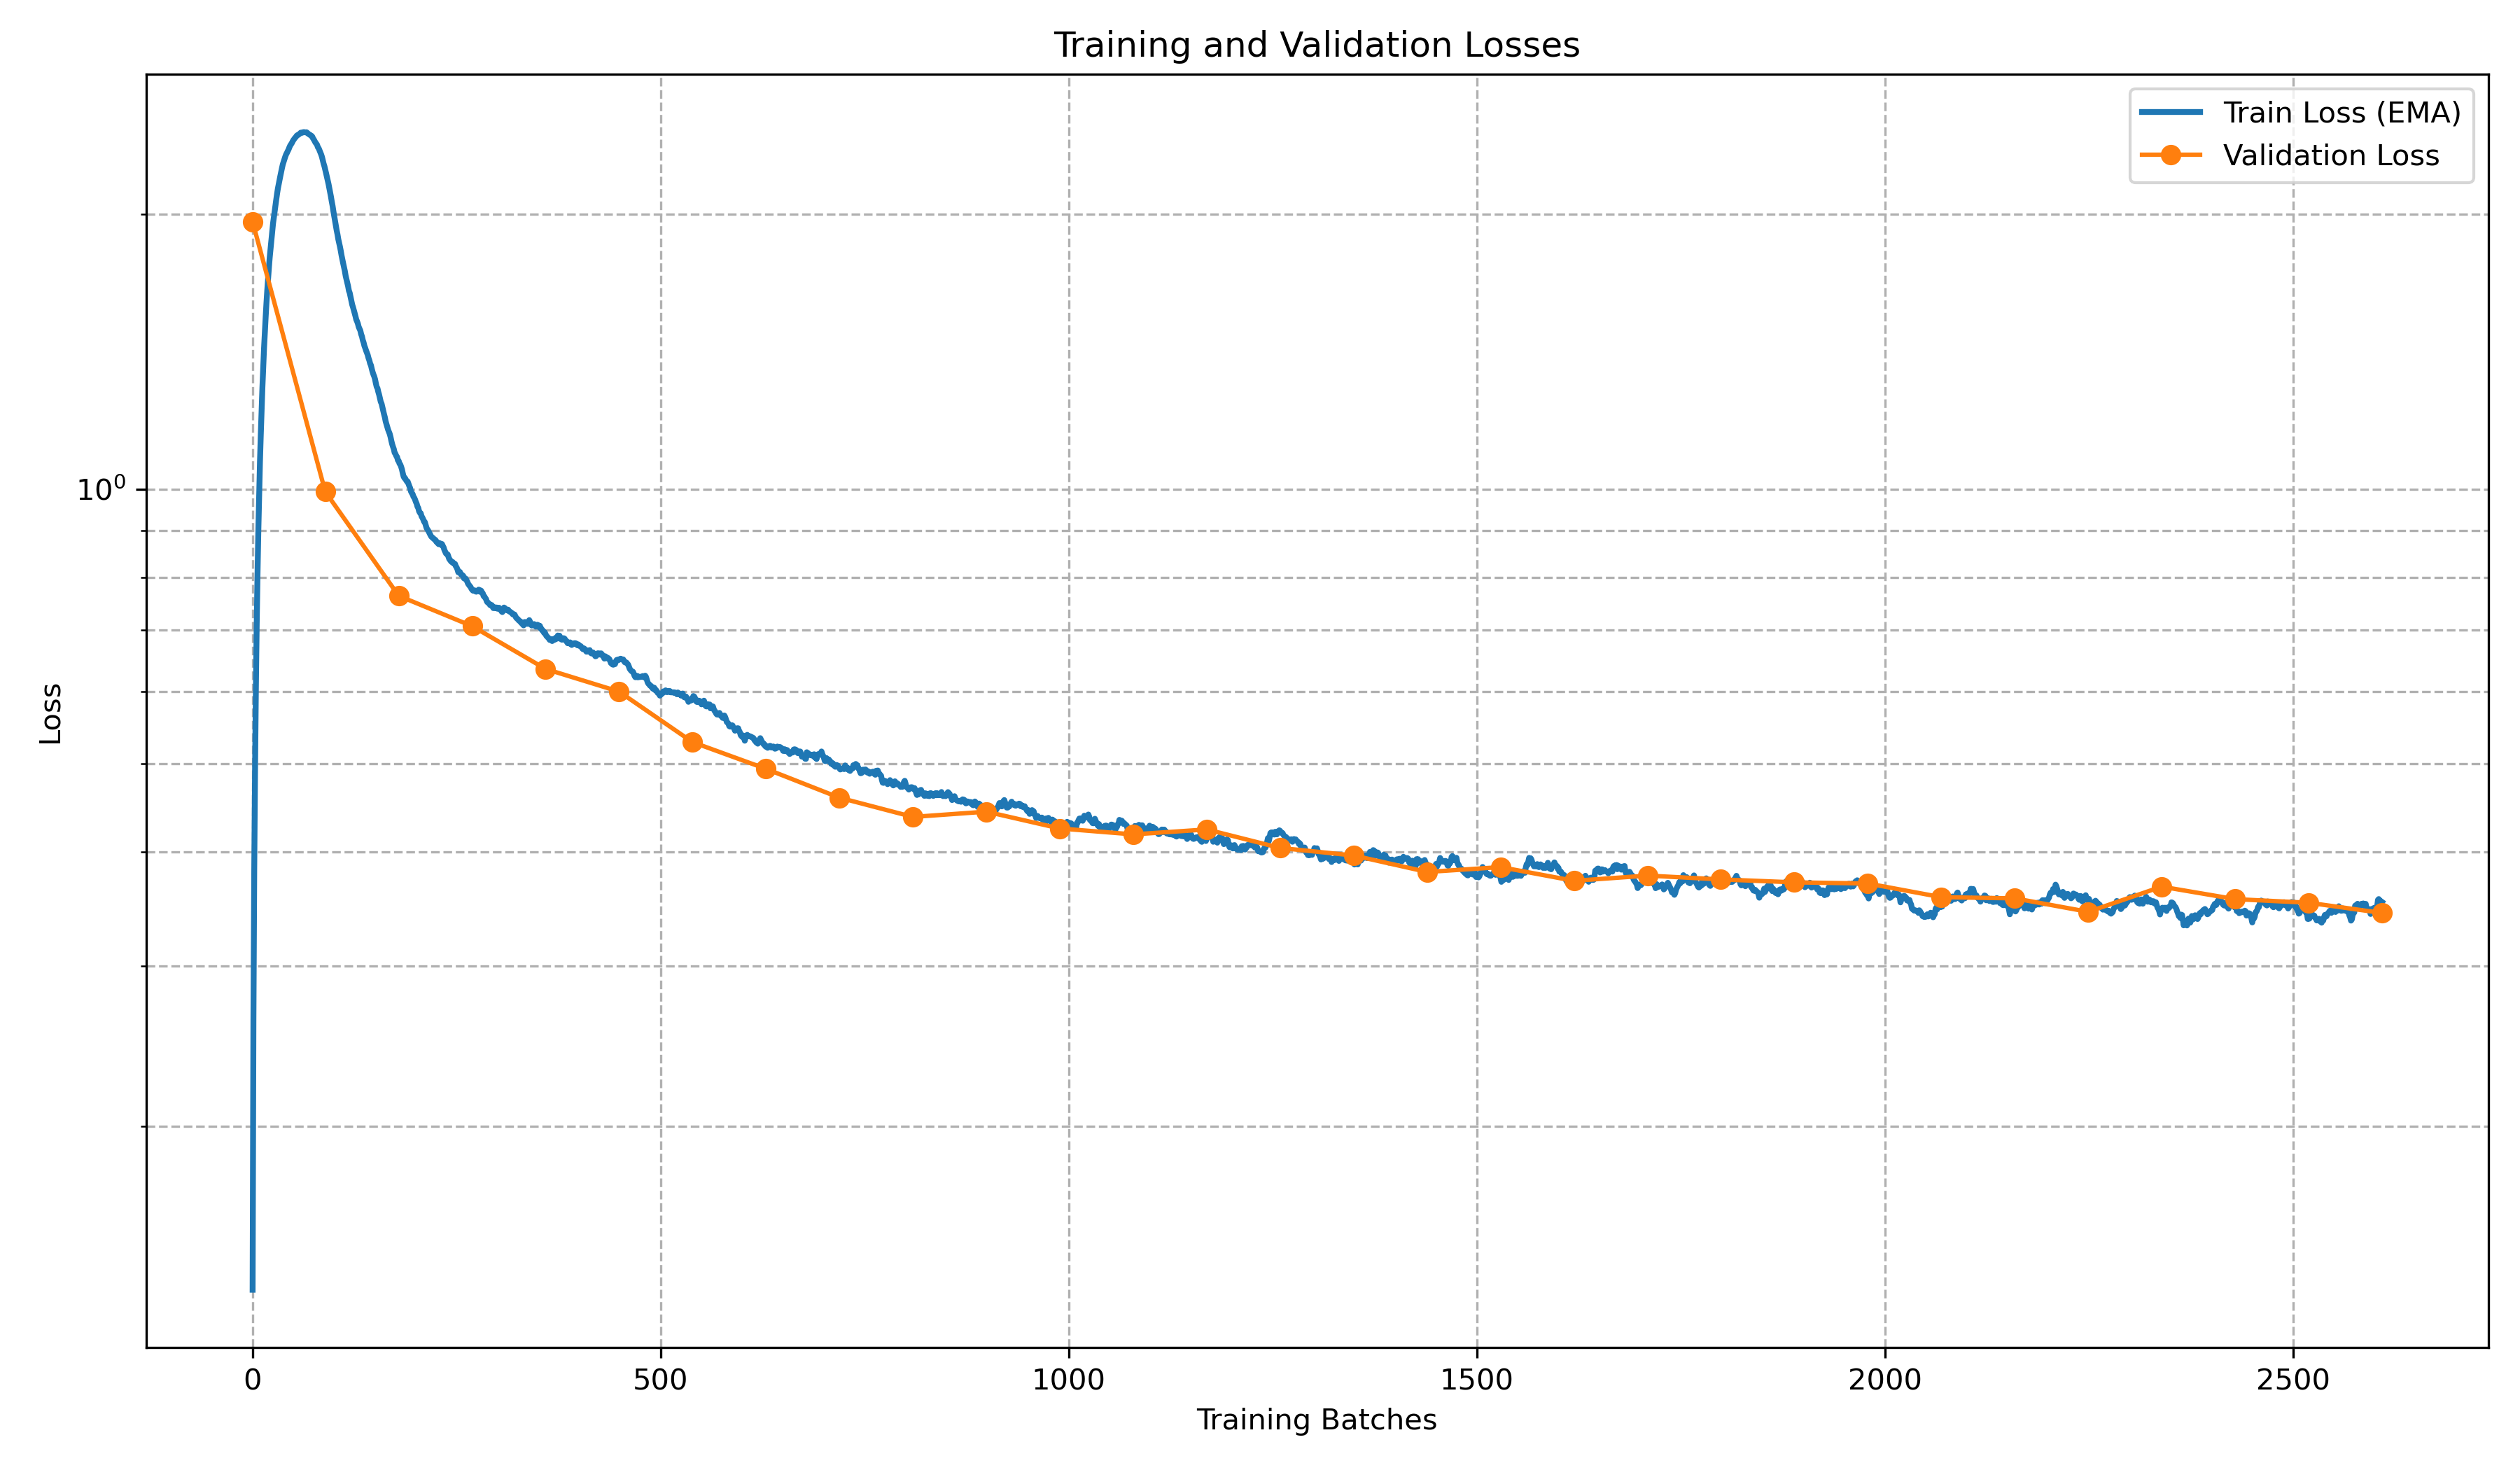 Training and Validation Losses
Train Loss (EMA)
Validation Loss
10⁰
Loss
0 500 1000 1500 2000 2500
Training Batches